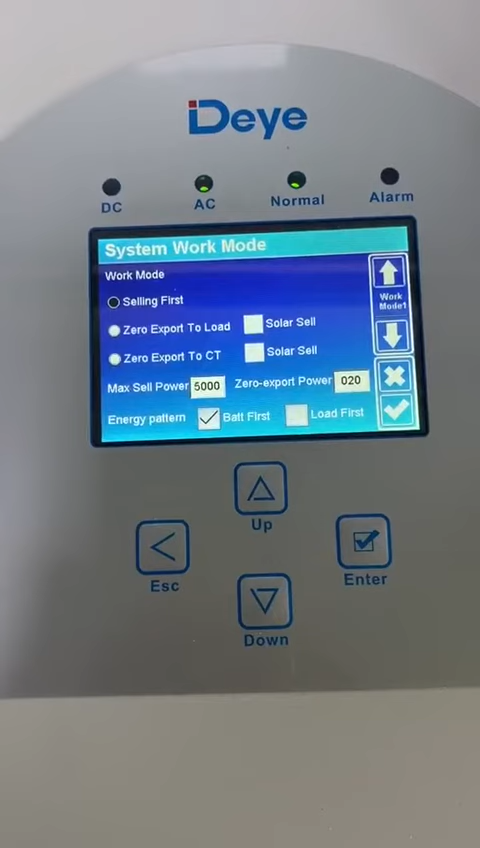 Deye
DC AC Normal Alarm
System Work Mode
Work Mode
Selling First
Work
Mode1
Zero Export To Load Solar Sell
Zero Export To CT Solar Sell
Max Sell Power 5000 Zero-export Power 020
Energy pattern Batt First Load First
Up
Esc
Enter
Down